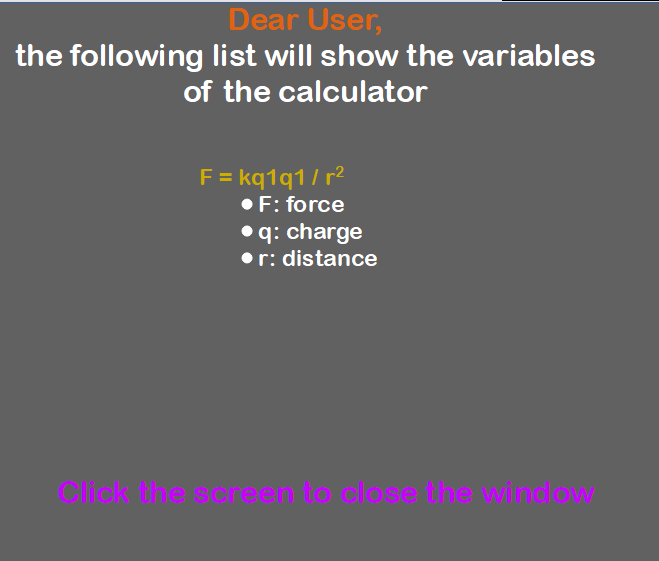 Dear User,
the following list will show the variables
of the calculator
F = kq1q1 / r²
● F: force
● q: charge
● r: distance
Click the screen to close the window